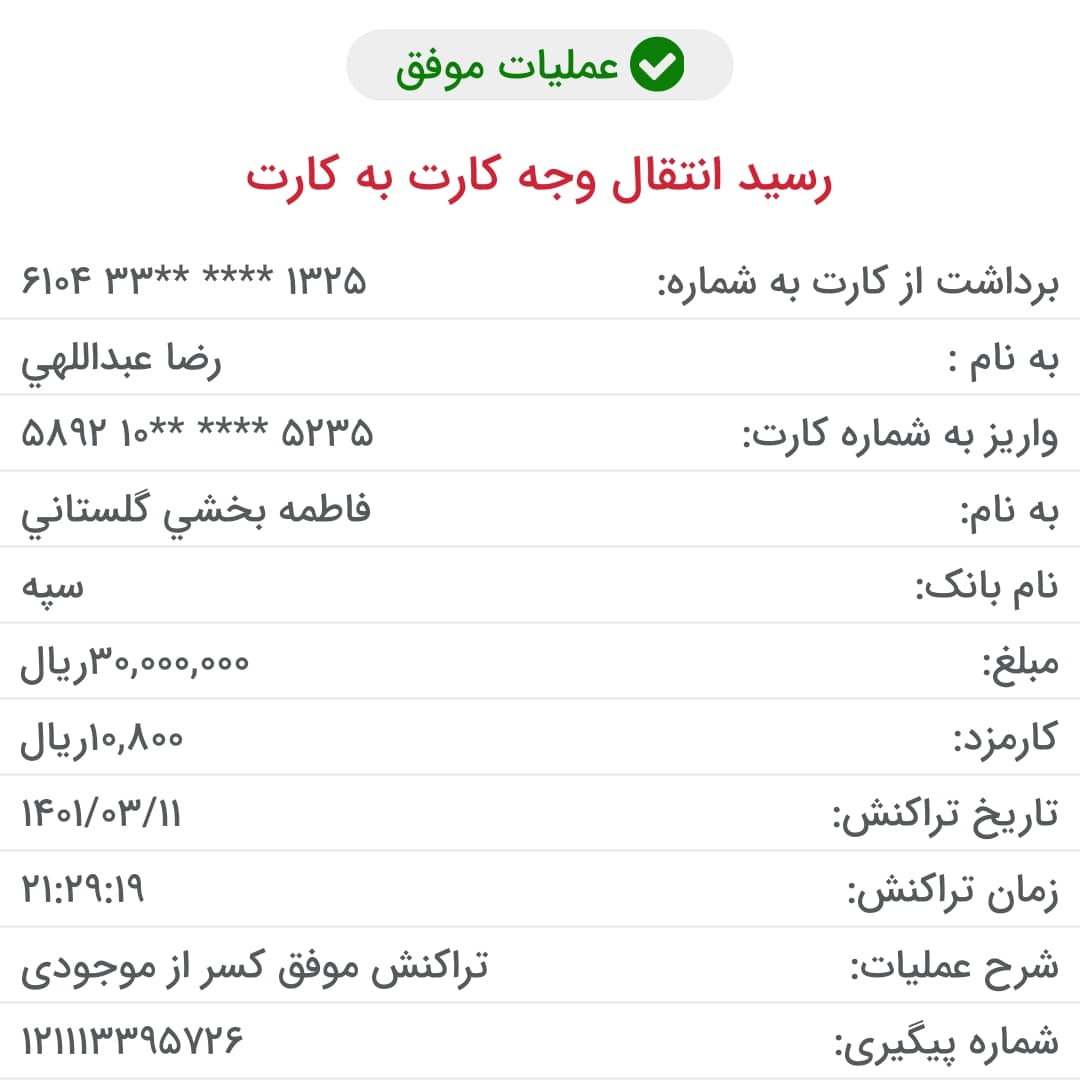 عملیات موفق
رسید انتقال وجه کارت به کارت
برداشت از کارت به شماره: ۶۱۰۴ ۳۳** **** ۱۳۲۵
به نام : رضا عبداللهي
واریز به شماره کارت: ۵۸۹۲ ۱۰** **** ۵۲۳۵
به نام: فاطمه بخشي گلستاني
نام بانک: سپه
مبلغ: ۳۰,۰۰۰,۰۰۰ریال
کارمزد: ۱۰,۸۰۰ریال
تاریخ تراکنش: ۱۴۰۱/۰۳/۱۱
زمان تراکنش: ۲۱:۲۹:۱۹
شرح عملیات: تراکنش موفق کسر از موجودی
شماره پیگیری: ۱۲۱۱۱۳۳۹۵۷۲۶